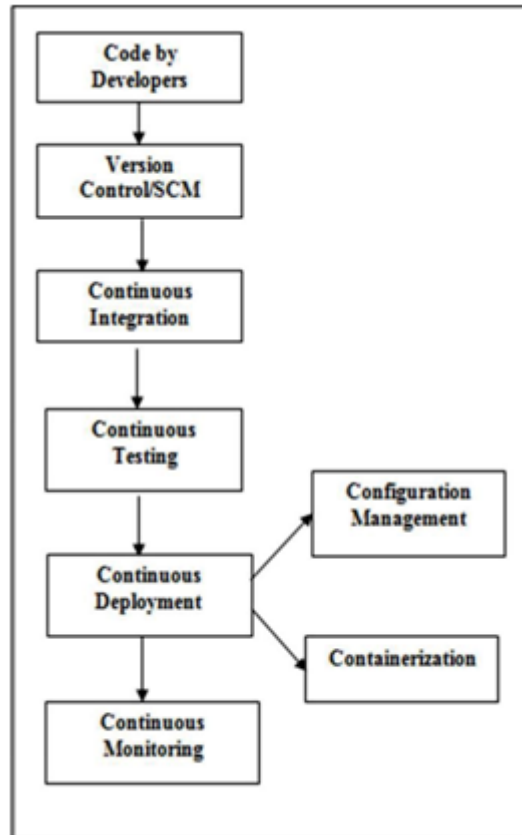 Code by
Developers
Version
Control/SCM
Continuous
Integration
Continuous
Testing
Configuration
Management
Continuous
Deployment
Containerization
Continuous
Monitoring